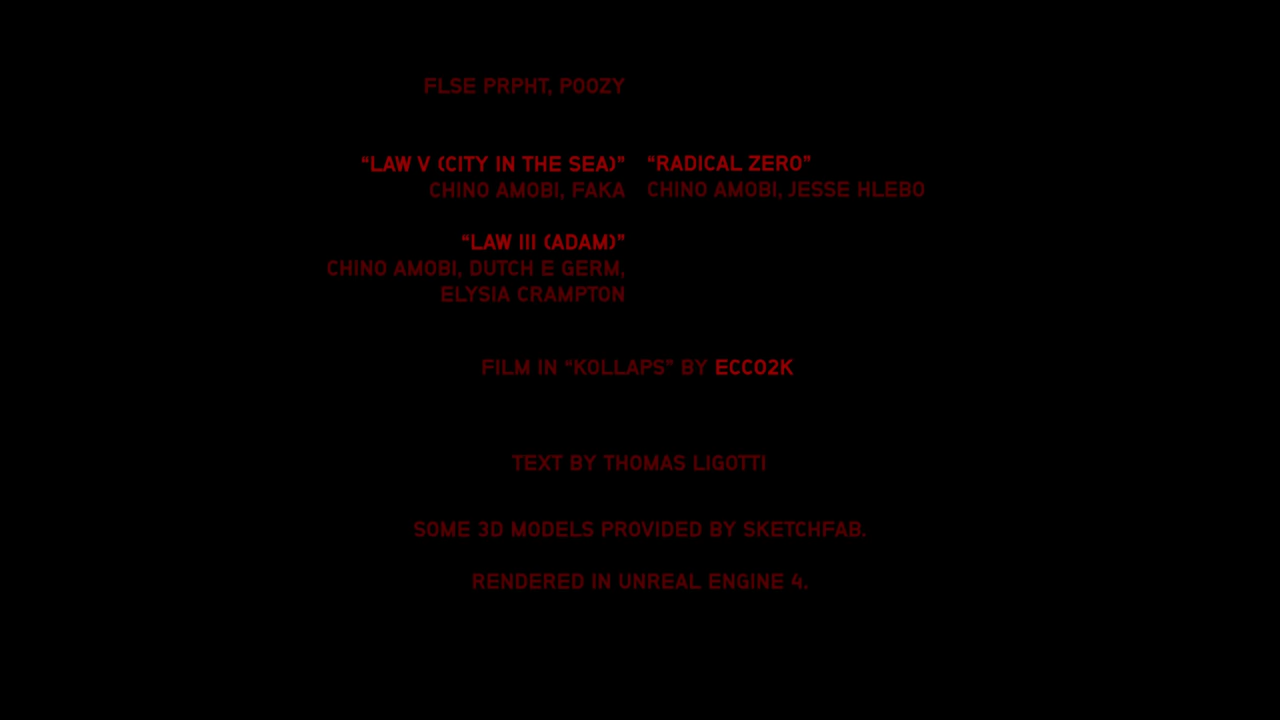 FLSE PRPHT, POOZY
“LAW V (CITY IN THE SEA)”
CHINO AMOBI, FAKA
“LAW III (ADAM)”
CHINO AMOBI, DUTCH E GERM,
ELYSIA CRAMPTON
“RADICAL ZERO”
CHINO AMOBI, JESSE HLEBO
FILM IN “KOLLAPS” BY ECCO2K
TEXT BY THOMAS LIGOTTI
SOME 3D MODELS PROVIDED BY SKETCHFAB.
RENDERED IN UNREAL ENGINE 4.